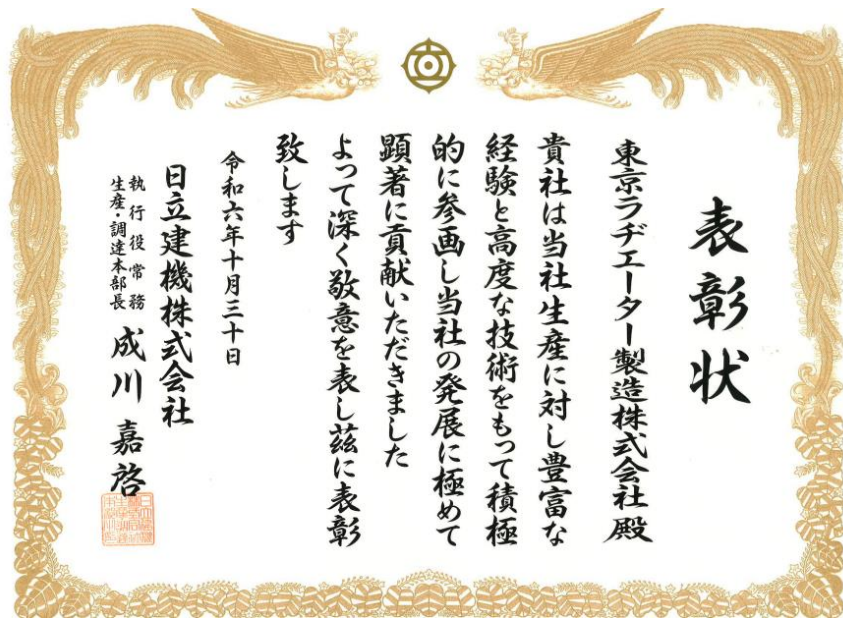 表彰状
東京ラヂエーター製造株式会社殿
貴社は当社生産に対し豊富な
経験と高度な技術をもって積極
的に参画し当社の発展に極めて
顕著に貢献いただきました
よって深く敬意を表し茲に表彰
致します
令和六年十月三十日
日立建機株式会社
執行役常務
生産・調達本部長
成川嘉啓